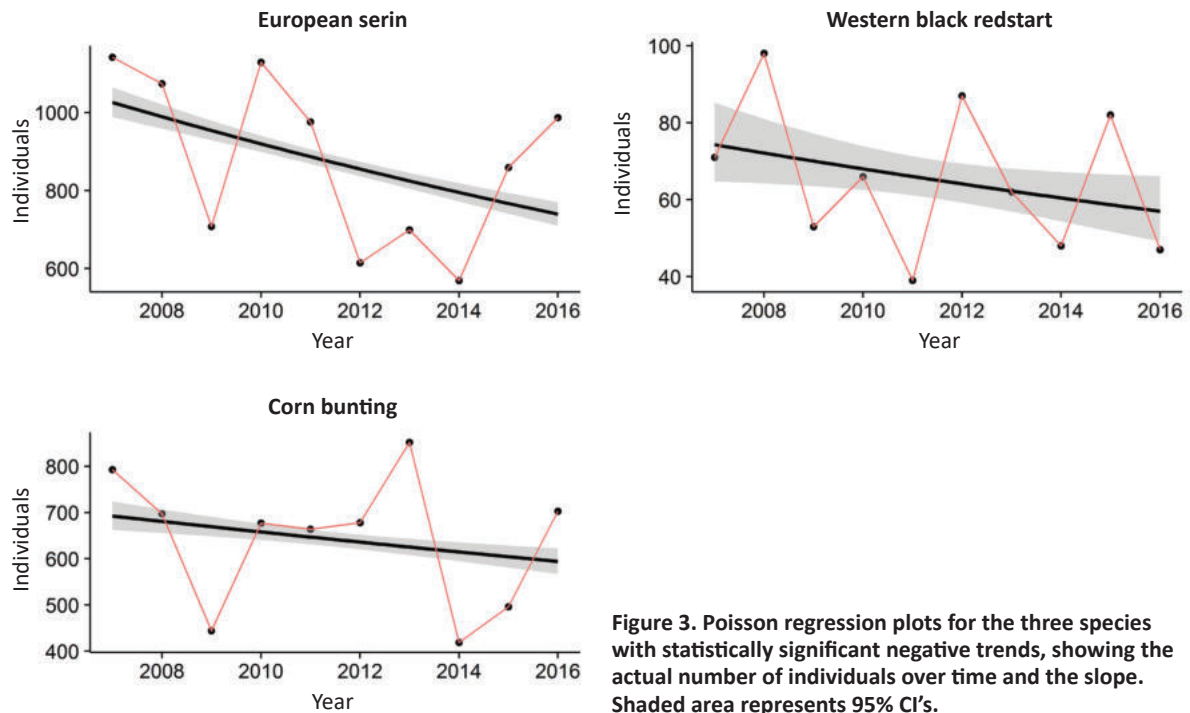 European serin
1000
800
600
Individuals
2008 2010 2012 2014 2016
Year
Western black redstart
100
80
60
40
Individuals
2008 2010 2012 2014 2016
Year
Corn bunting
800
700
600
500
400
Individuals
2008 2010 2012 2014 2016
Year
Figure 3. Poisson regression plots for the three species
with statistically significant negative trends, showing the
actual number of individuals over time and the slope.
Shaded area represents 95% CI’s.